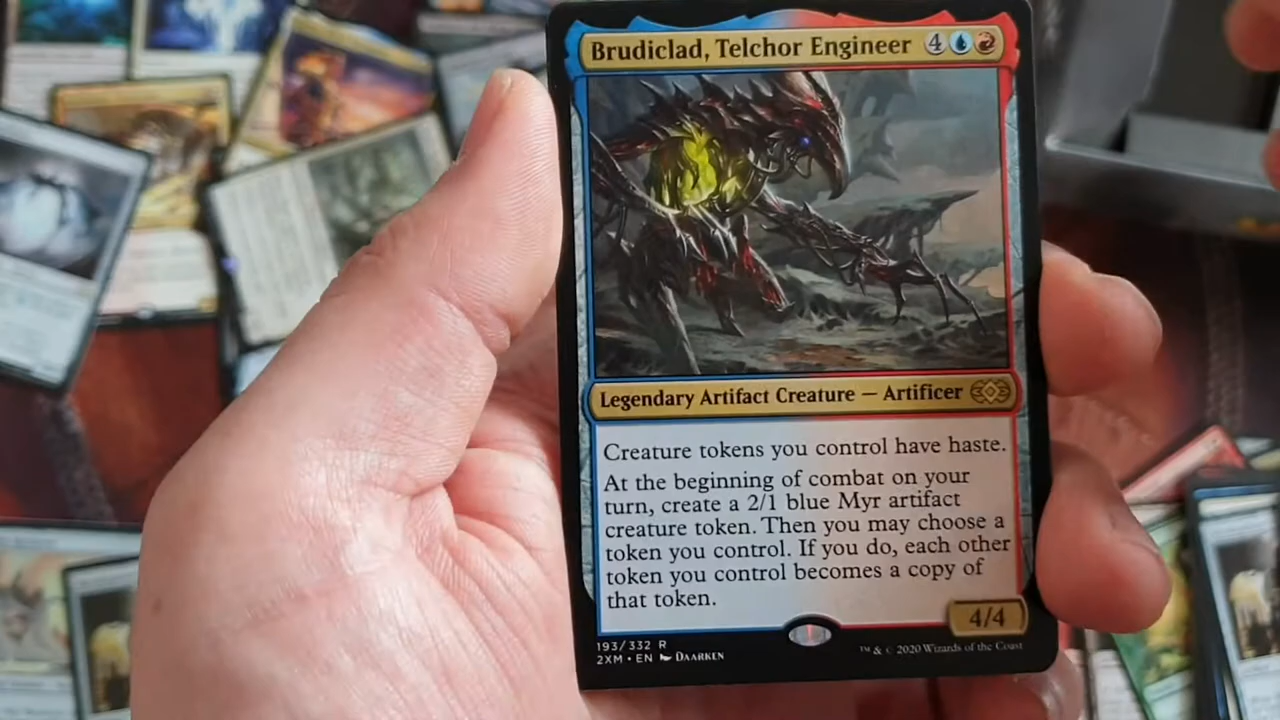 Brudiclad, Telchor Engineer 4
Legendary Artifact Creature — Artificer
Creature tokens you control have haste.
At the beginning of combat on your
turn, create a 2/1 blue Myr artifact
creature token. Then you may choose a
token you control. If you do, each other
token you control becomes a copy of
that token.
4/4
193/332 R
2XM • EN DAARKEN
™ & © 2020 Wizards of the Coast